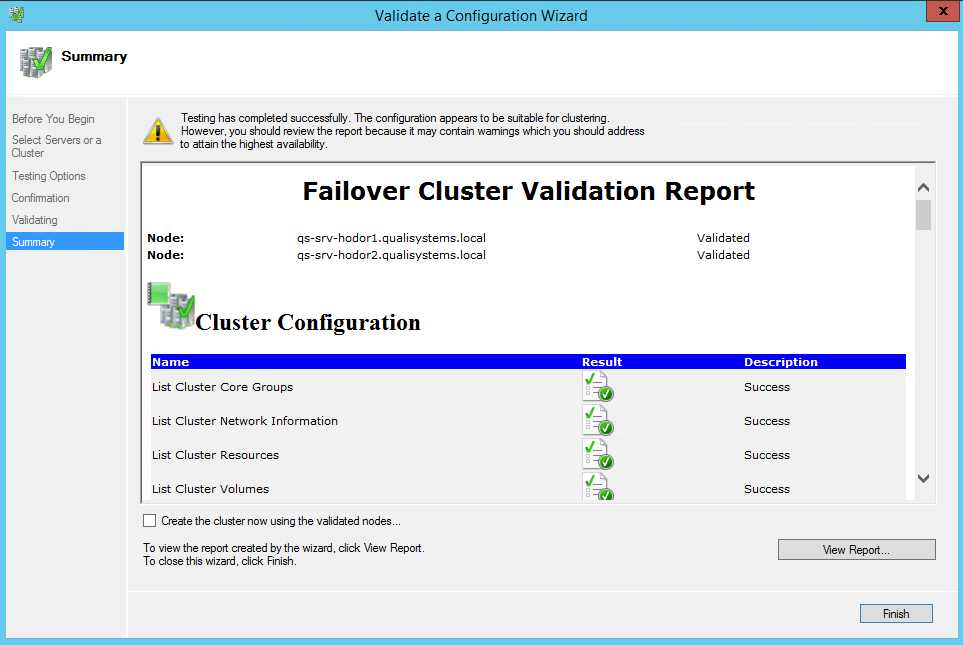 Validate a Configuration Wizard
x
Summary
Before You Begin
Select Servers or a
Cluster
Testing Options
Confirmation
Validating
Summary
Testing has completed successfully. The configuration appears to be suitable for clustering.
However, you should review the report because it may contain warnings which you should address
to attain the highest availability.
Failover Cluster Validation Report
Node: qs-srv-hodor1.qualisystems.local Validated
Node: qs-srv-hodor2.qualisystems.local Validated
Cluster Configuration
Name Result Description
List Cluster Core Groups Success
List Cluster Network Information Success
List Cluster Resources Success
List Cluster Volumes Success
Create the cluster now using the validated nodes...
To view the report created by the wizard, click View Report.
To close this wizard, click Finish.
View Report...
Finish